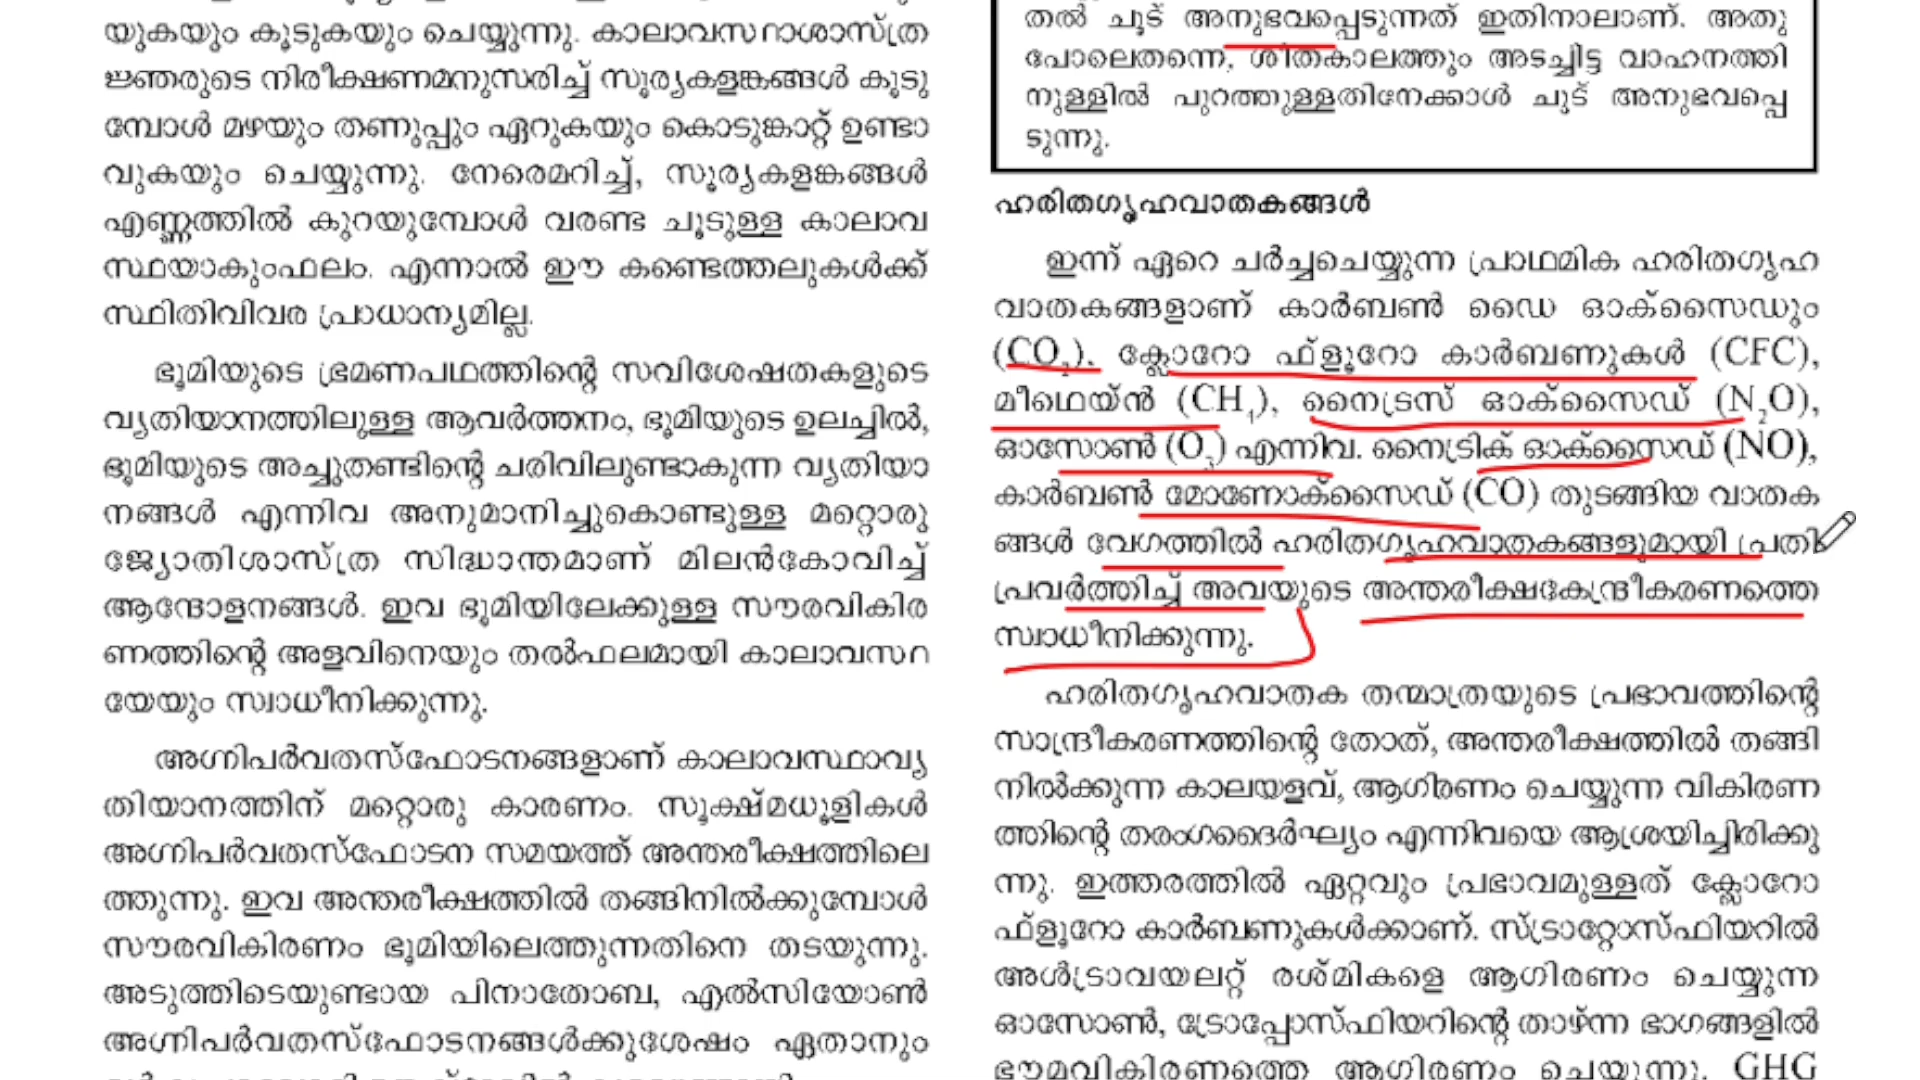 യുകയും കൂടുകയും ചെയ്യുന്നു. കാലാവസ്ഥാശാസ്ത്ര
ജ്ഞരുടെ നിരീക്ഷണമനുസരിച്ച് സൂര്യകളങ്കങ്ങൾ കൂടു
മ്പോൾ മഴയും തണുപ്പും ഏറുകയും കൊടുങ്കാറ്റ് ഉണ്ടാ
വുകയും ചെയ്യുന്നു. നേരെമറിച്ച്, സൂര്യകളങ്കങ്ങൾ
എണ്ണത്തിൽ കുറയുമ്പോൾ വരണ്ട ചൂടുള്ള കാലാവ
സ്ഥയാകുംഫലം. എന്നാൽ ഈ കണ്ടെത്തലുകൾക്ക്
സ്ഥിതിവിവര പ്രാധാന്യമില്ല.
ഭൂമിയുടെ ഭ്രമണപഥത്തിന്റെ സവിശേഷതകളുടെ
വ്യതിയാനത്തിലുള്ള ആവർത്തനം, ഭൂമിയുടെ ഉലച്ചിൽ,
ഭൂമിയുടെ അച്ചുതണ്ടിന്റെ ചരിവിലുണ്ടാകുന്ന വ്യതിയാ
നങ്ങൾ എന്നിവ അനുമാനിച്ചുകൊണ്ടുള്ള മറ്റൊരു
ജ്യോതിശാസ്ത്ര സിദ്ധാന്തമാണ് മിലൻകോവിച്ച്
ആന്ദോളനങ്ങൾ. ഇവ ഭൂമിയിലേക്കുള്ള സൗരവികിര
ണത്തിന്റെ അളവിനെയും തൽഫലമായി കാലാവസ്ഥ
യേയും സ്വാധീനിക്കുന്നു.
അഗ്നിപർവതസ്ഫോടനങ്ങളാണ് കാലാവസ്ഥാവ്യ
തിയാനത്തിന് മറ്റൊരു കാരണം. സൂക്ഷ്മധൂളികൾ
അഗ്നിപർവതസ്ഫോടന സമയത്ത് അന്തരീക്ഷത്തിലെ
ത്തുന്നു. ഇവ അന്തരീക്ഷത്തിൽ തങ്ങിനിൽക്കുമ്പോൾ
സൗരവികിരണം ഭൂമിയിലെത്തുന്നതിനെ തടയുന്നു.
അടുത്തിടെയുണ്ടായ പിനാതോബ, എൽസിയോൺ
അഗ്നിപർവതസ്ഫോടനങ്ങൾക്കുശേഷം ഏതാനും
തൽ ചൂട് അനുഭവപ്പെടുന്നത് ഇതിനാലാണ്. അതു
പോലെതന്നെ, ശീതകാലത്തും അടച്ചിട്ട വാഹനത്തി
നുള്ളിൽ പുറത്തുള്ളതിനേക്കാൾ ചൂട് അനുഭവപ്പെ
ടുന്നു.
ഹരിതഗൃഹവാതകങ്ങൾ
ഇന്ന് ഏറെ ചർച്ചചെയ്യുന്ന പ്രാഥമിക ഹരിതഗൃഹ
വാതകങ്ങളാണ് കാർബൺ ഡൈ ഓക്സൈഡും
(CO₂). ക്ലോറോ ഫ്ളൂറോ കാർബണുകൾ (CFC),
മീഥെയ്ൻ (CH₄), നൈട്രസ് ഓക്സൈഡ് (N₂O),
ഓസോൺ (O₃) എന്നിവ. നൈട്രിക് ഓക്സൈഡ് (NO),
കാർബൺ മോണോക്സൈഡ് (CO) തുടങ്ങിയ വാതക
ങ്ങൾ വേഗത്തിൽ ഹരിതഗൃഹവാതകങ്ങളുമായി പ്രതി
പ്രവർത്തിച്ച് അവയുടെ അന്തരീക്ഷകേന്ദ്രീകരണത്തെ
സ്വാധീനിക്കുന്നു.
ഹരിതഗൃഹവാതക തന്മാത്രയുടെ പ്രഭാവത്തിന്റെ
സാന്ദ്രീകരണത്തിന്റെ തോത്, അന്തരീക്ഷത്തിൽ തങ്ങി
നിൽക്കുന്ന കാലയളവ്, ആഗിരണം ചെയ്യുന്ന വികിരണ
ത്തിന്റെ തരംഗദൈർഘ്യം എന്നിവയെ ആശ്രയിച്ചിരിക്കു
ന്നു. ഇത്തരത്തിൽ ഏറ്റവും പ്രഭാവമുള്ളത് ക്ലോറോ
ഫ്ളൂറോ കാർബണുകൾക്കാണ്. സ്ട്രാറ്റോസ്ഫിയറിൽ
അൾട്രാവയലറ്റ് രശ്മികളെ ആഗിരണം ചെയ്യുന്ന
ഓസോൺ, ട്രോപ്പോസ്ഫിയറിന്റെ താഴ്ന്ന ഭാഗങ്ങളിൽ
ഭൗമവികിരണത്തെ ആഗിരണം ചെയ്യുന്നു. GHG